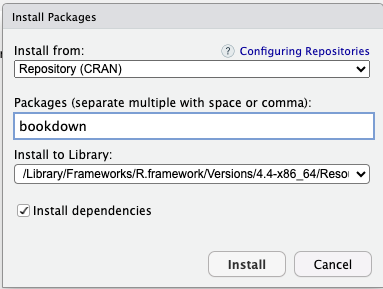 Install Packages
Install from:
? Configuring Repositories
Repository (CRAN)
Packages (separate multiple with space or comma):
bookdown
Install to Library:
/Library/Frameworks/R.framework/Versions/4.4-x86_64/Resou
Install dependencies
Install
Cancel